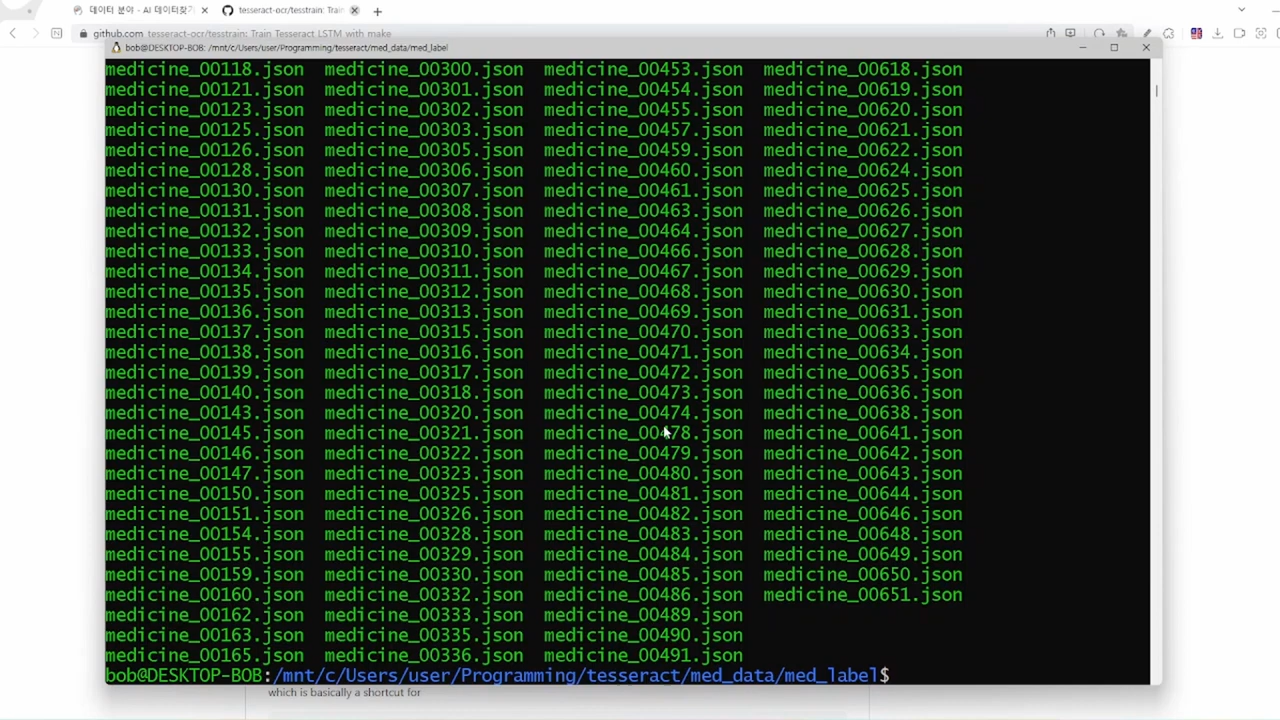 데이터 분야 - AI 데이터찾기
tesseract-ocr/tesstrain: Train
github.com tesseract-ocr/tesstrain: Train Tesseract LSTM with make
bob@DESKTOP-BOB: /mnt/c/Users/user/Programming/tesseract/med_data/med_label
medicine_00118.json medicine_00300.json medicine_00453.json medicine_00618.json
medicine_00121.json medicine_00301.json medicine_00454.json medicine_00619.json
medicine_00123.json medicine_00302.json medicine_00455.json medicine_00620.json
medicine_00125.json medicine_00303.json medicine_00457.json medicine_00621.json
medicine_00126.json medicine_00305.json medicine_00459.json medicine_00622.json
medicine_00128.json medicine_00306.json medicine_00460.json medicine_00624.json
medicine_00130.json medicine_00307.json medicine_00461.json medicine_00625.json
medicine_00131.json medicine_00308.json medicine_00463.json medicine_00626.json
medicine_00132.json medicine_00309.json medicine_00464.json medicine_00627.json
medicine_00133.json medicine_00310.json medicine_00466.json medicine_00628.json
medicine_00134.json medicine_00311.json medicine_00467.json medicine_00629.json
medicine_00135.json medicine_00312.json medicine_00468.json medicine_00630.json
medicine_00136.json medicine_00313.json medicine_00469.json medicine_00631.json
medicine_00137.json medicine_00315.json medicine_00470.json medicine_00633.json
medicine_00138.json medicine_00316.json medicine_00471.json medicine_00634.json
medicine_00139.json medicine_00317.json medicine_00472.json medicine_00635.json
medicine_00140.json medicine_00318.json medicine_00473.json medicine_00636.json
medicine_00143.json medicine_00320.json medicine_00474.json medicine_00638.json
medicine_00145.json medicine_00321.json medicine_00478.json medicine_00641.json
medicine_00146.json medicine_00322.json medicine_00479.json medicine_00642.json
medicine_00147.json medicine_00323.json medicine_00480.json medicine_00643.json
medicine_00150.json medicine_00325.json medicine_00481.json medicine_00644.json
medicine_00151.json medicine_00326.json medicine_00482.json medicine_00646.json
medicine_00154.json medicine_00328.json medicine_00483.json medicine_00648.json
medicine_00155.json medicine_00329.json medicine_00484.json medicine_00649.json
medicine_00159.json medicine_00330.json medicine_00485.json medicine_00650.json
medicine_00160.json medicine_00332.json medicine_00486.json medicine_00651.json
medicine_00162.json medicine_00333.json medicine_00489.json
medicine_00163.json medicine_00335.json medicine_00490.json
medicine_00165.json medicine_00336.json medicine_00491.json
bob@DESKTOP-BOB:/mnt/c/Users/user/Programming/tesseract/med_data/med_label$
which is basically a shortcut for